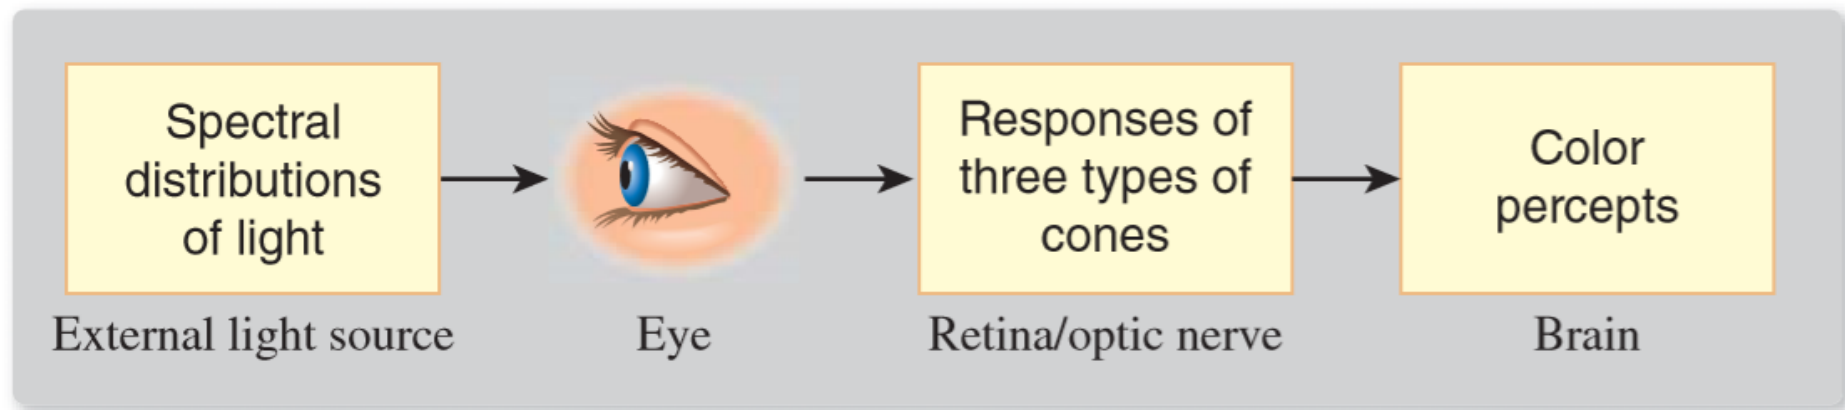 Spectral
distributions
of light
Responses of
three types of
cones
Color
percepts
External light source
Eye
Retina/optic nerve
Brain